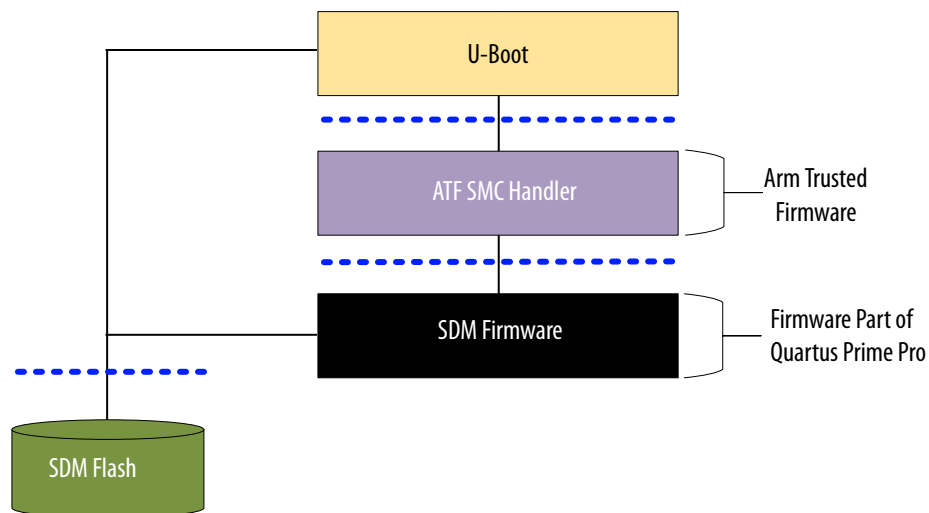 U-Boot
ATF SMC Handler
Arm Trusted
Firmware
SDM Firmware
Firmware Part of
Quartus Prime Pro
SDM Flash